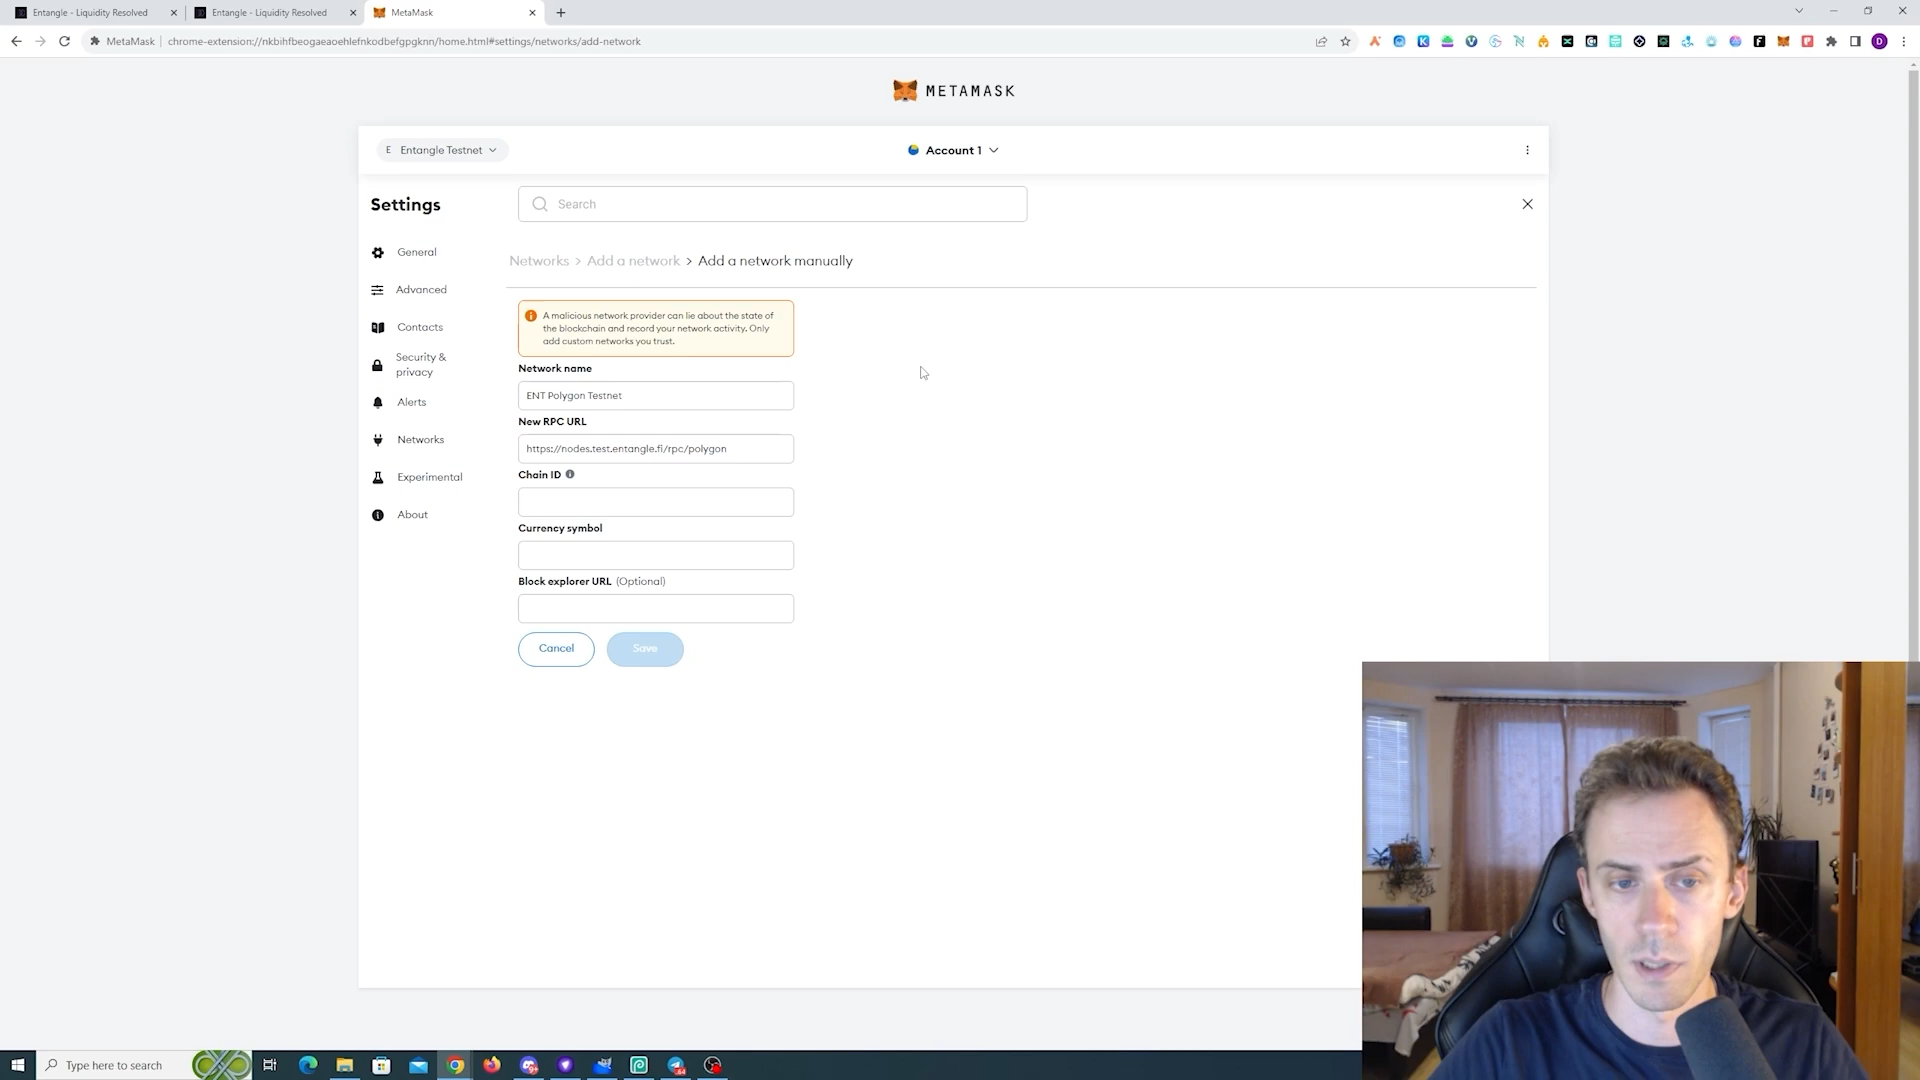 Entangle - Liquidity Resolved
Entangle - Liquidity Resolved
MetaMask
MetaMask
chrome-extension://nkbihfbeogaeaoehlefnkodbefgpgknn/home.html#settings/networks/add-network
METAMASK
E Entangle Testnet
Account 1
Settings
Search
General
Advanced
Contacts
Security &
privacy
Alerts
Networks
Experimental
About
Networks > Add a network > Add a network manually
A malicious network provider can lie about the state of
the blockchain and record your network activity. Only
add custom networks you trust.
Network name
ENT Polygon Testnet
New RPC URL
https://nodes.test.entangle.fi/rpc/polygon
Chain ID
Currency symbol
Block explorer URL (Optional)
Cancel
Save
Type here to search